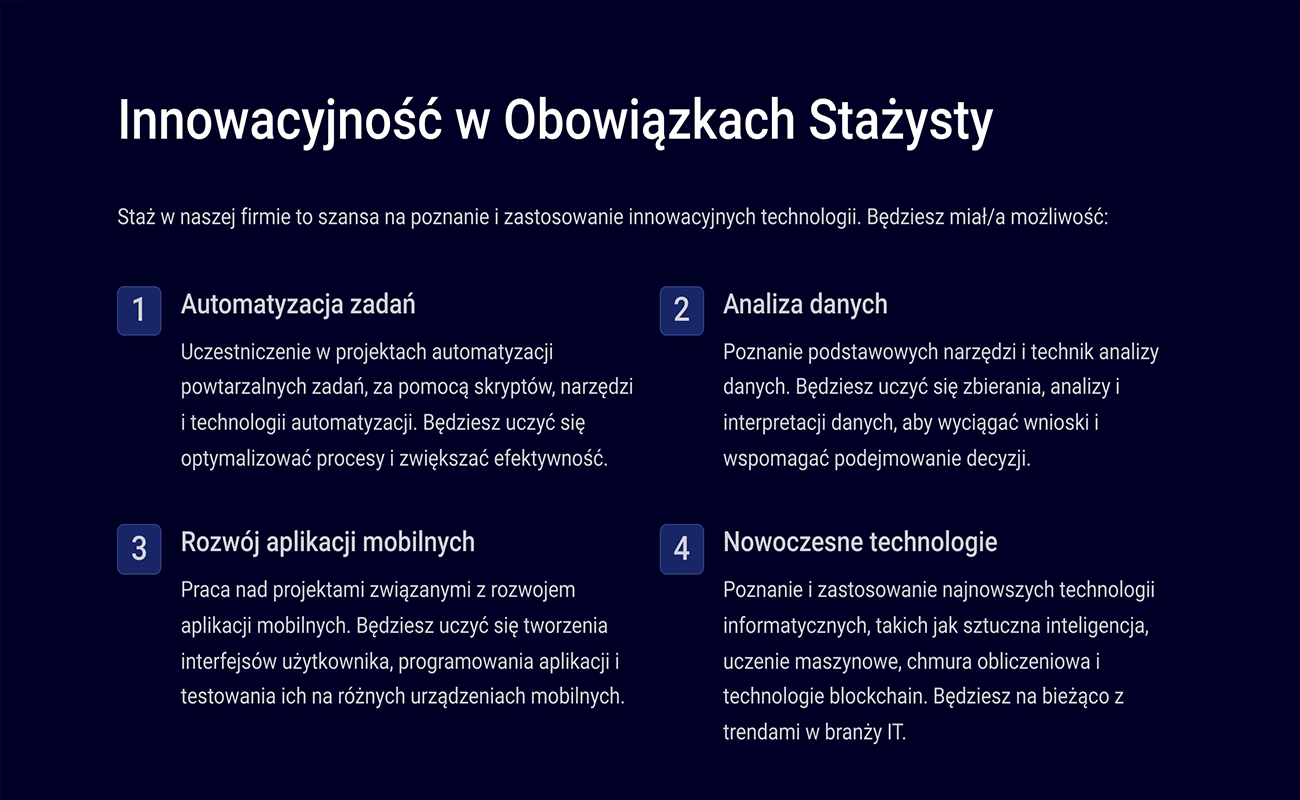 Innowacyjność w Obowiązkach Stażysty
Staż w naszej firmie to szansa na poznanie i zastosowanie innowacyjnych technologii. Będziesz miał/a możliwość:
1
Automatyzacja zadań
Uczestniczenie w projektach automatyzacji
powtarzalnych zadań, za pomocą skryptów, narzędzi
i technologii automatyzacji. Będziesz uczyć się
optymalizować procesy i zwiększać efektywność.
2
Analiza danych
Poznanie podstawowych narzędzi i technik analizy
danych. Będziesz uczyć się zbierania, analizy i
interpretacji danych, aby wyciągać wnioski i
wspomagać podejmowanie decyzji.
3
Rozwój aplikacji mobilnych
Praca nad projektami związanymi z rozwojem
aplikacji mobilnych. Będziesz uczyć się tworzenia
interfejsów użytkownika, programowania aplikacji i
testowania ich na różnych urządzeniach mobilnych.
4
Nowoczesne technologie
Poznanie i zastosowanie najnowszych technologii
informatycznych, takich jak sztuczna inteligencja,
uczenie maszynowe, chmura obliczeniowa i
technologie blockchain. Będziesz na bieżąco z
trendami w branży IT.